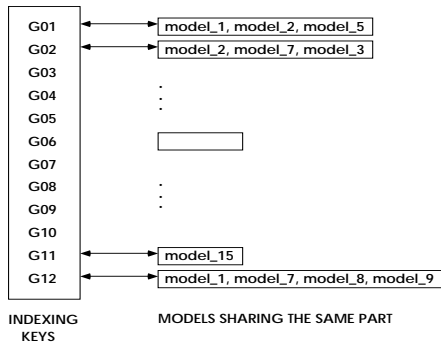 G01 model_1, model_2, model_5
G02 model_2, model_7, model_3
G03
G04
G05
G06
G07
G08
G09
G10
G11 model_15
G12 model_1, model_7, model_8, model_9
INDEXING MODELS SHARING THE SAME PART
KEYS